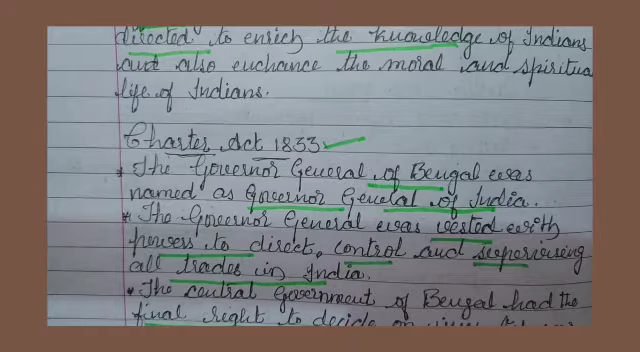 directed to enrich the knowledge of Indians
and also enchance the moral and spiritua
life of Indians.
Charter Act 1833
* The Governor General of Bengal was
named as Governor General of India.
* The Governor General was vested with
powers to direct, control and supervising
all trades in India.
* The central Government of Bengal had the
final right to decide on